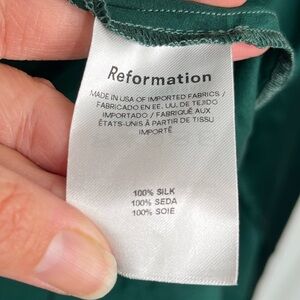 Reformation
MADE IN USA OF IMPORTED FABRICS /
FABRICADO EN EE. UU. DE TEJIDO
IMPORTADO / FABRIQUÉ AUX
ÉTATS-UNIS À PARTIR DE TISSU
IMPORTÉ
100% SILK
100% SEDA
100% SOIE